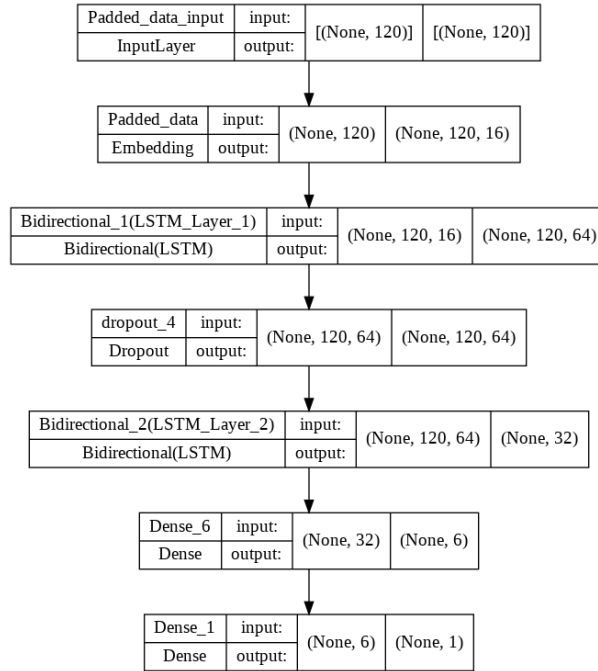 Padded_data_input input: [(None, 120)] [(None, 120)]
InputLayer output:
Padded_data input: (None, 120) (None, 120, 16)
Embedding output:
Bidirectional_1(LSTM_Layer_1) input: (None, 120, 16) (None, 120, 64)
Bidirectional(LSTM) output:
dropout_4 input: (None, 120, 64) (None, 120, 64)
Dropout output:
Bidirectional_2(LSTM_Layer_2) input: (None, 120, 64) (None, 32)
Bidirectional(LSTM) output:
Dense_6 input: (None, 32) (None, 6)
Dense output:
Dense_1 input: (None, 6) (None, 1)
Dense output: